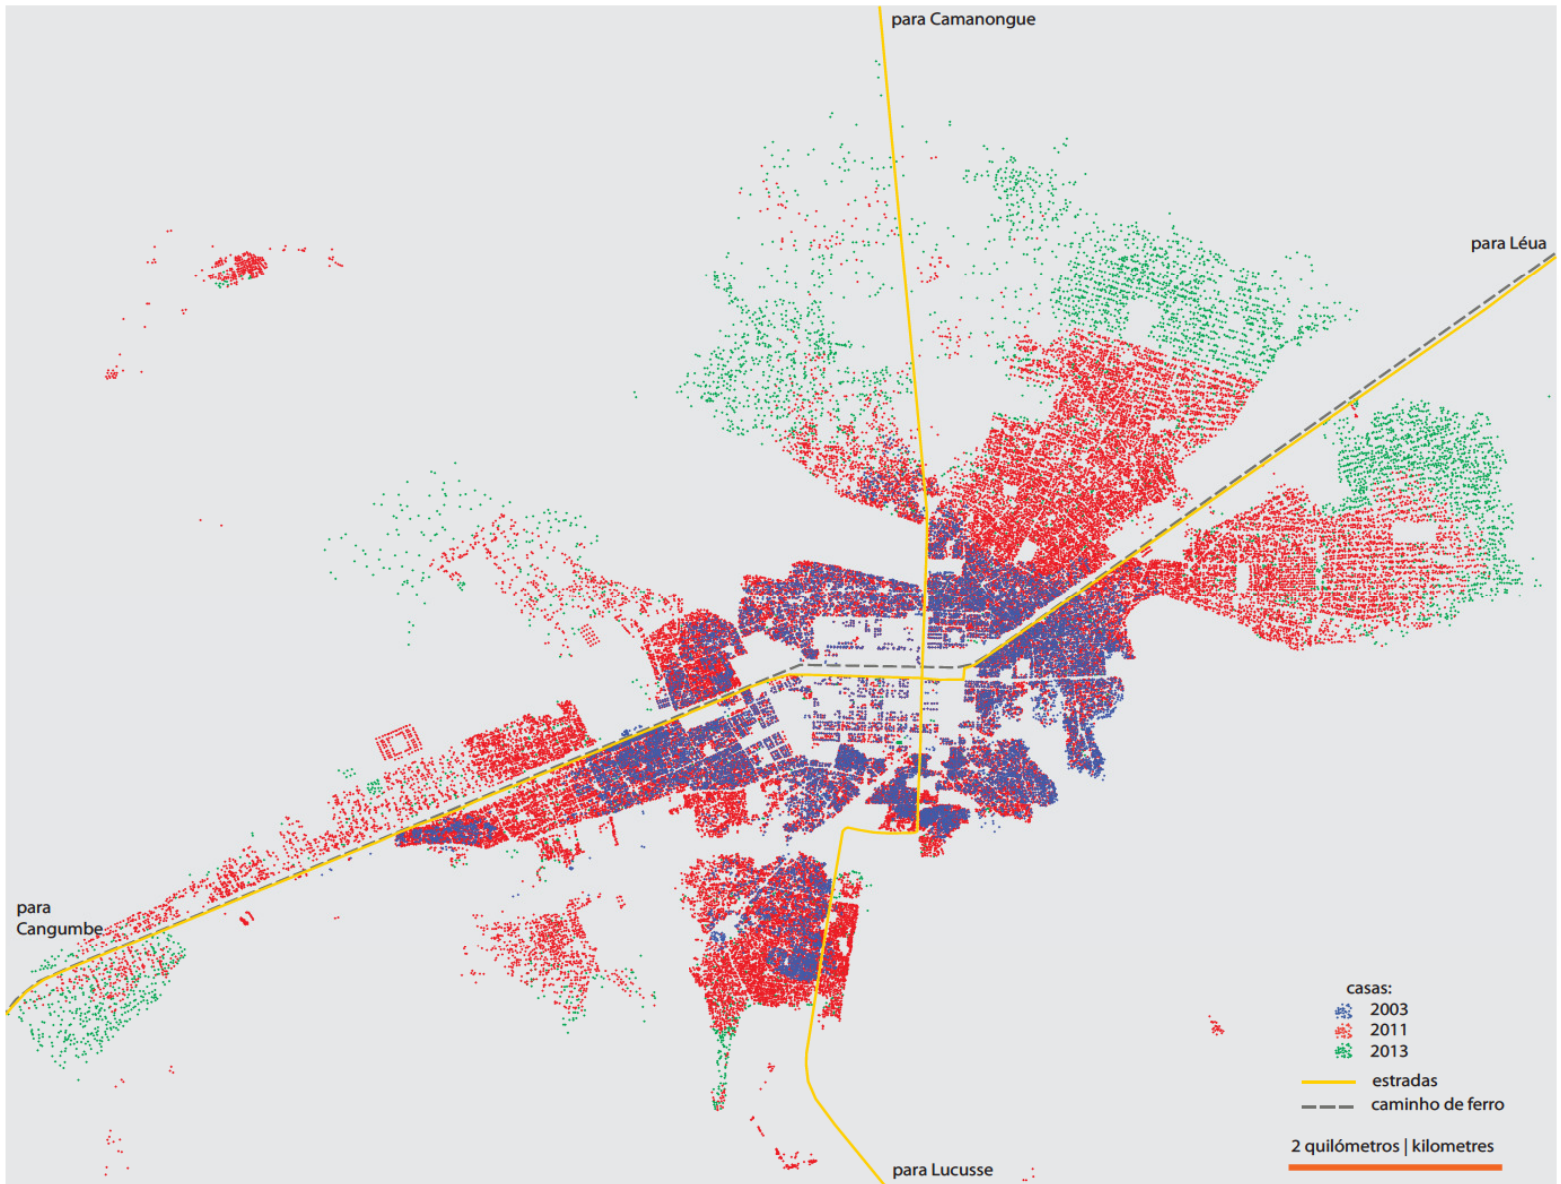 para Camanongue
para Léua
para
Cangumbe
casas:
2003
2011
2013
estradas
caminho de ferro
2 quilómetros | kilometres
para Lucusse